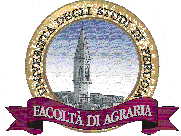 UNIVERSITÀ DEGLI STUDI DI PERUGIA
FACOLTÀ DI AGRARIA